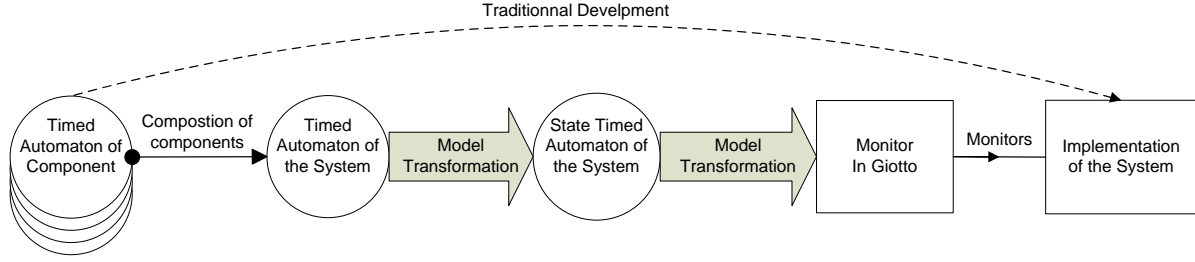 Traditionnal Develpment
Timed
Automaton of
Component
Compostion of
components
Timed
Automaton of
the System
Model
Transformation
State Timed
Automaton of
the System
Model
Transformation
Monitor
In Giotto
Monitors
Implementation
of the System